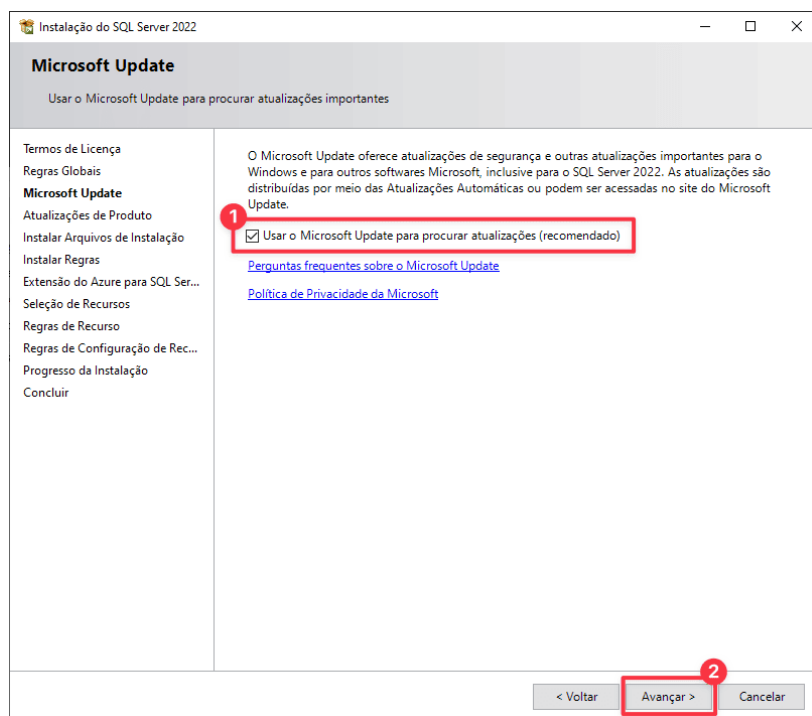 Instalação do SQL Server 2022
Microsoft Update
Usar o Microsoft Update para procurar atualizações importantes
Termos de Licença
Regras Globais
Microsoft Update
Atualizações de Produto
Instalar Arquivos de Instalação
Instalar Regras
Extensão do Azure para SQL Ser...
Seleção de Recursos
Regras de Recurso
Regras de Configuração de Rec...
Progresso da Instalação
Concluir
O Microsoft Update oferece atualizações de segurança e outras atualizações importantes para o
Windows e para outros softwares Microsoft, inclusive para o SQL Server 2022. As atualizações são
distribuídas por meio das Atualizações Automáticas ou podem ser acessadas no site do Microsoft
Update.
1
Usar o Microsoft Update para procurar atualizações (recomendado)
Perguntas frequentes sobre o Microsoft Update
Política de Privacidade da Microsoft
2
< Voltar
Avançar >
Cancelar